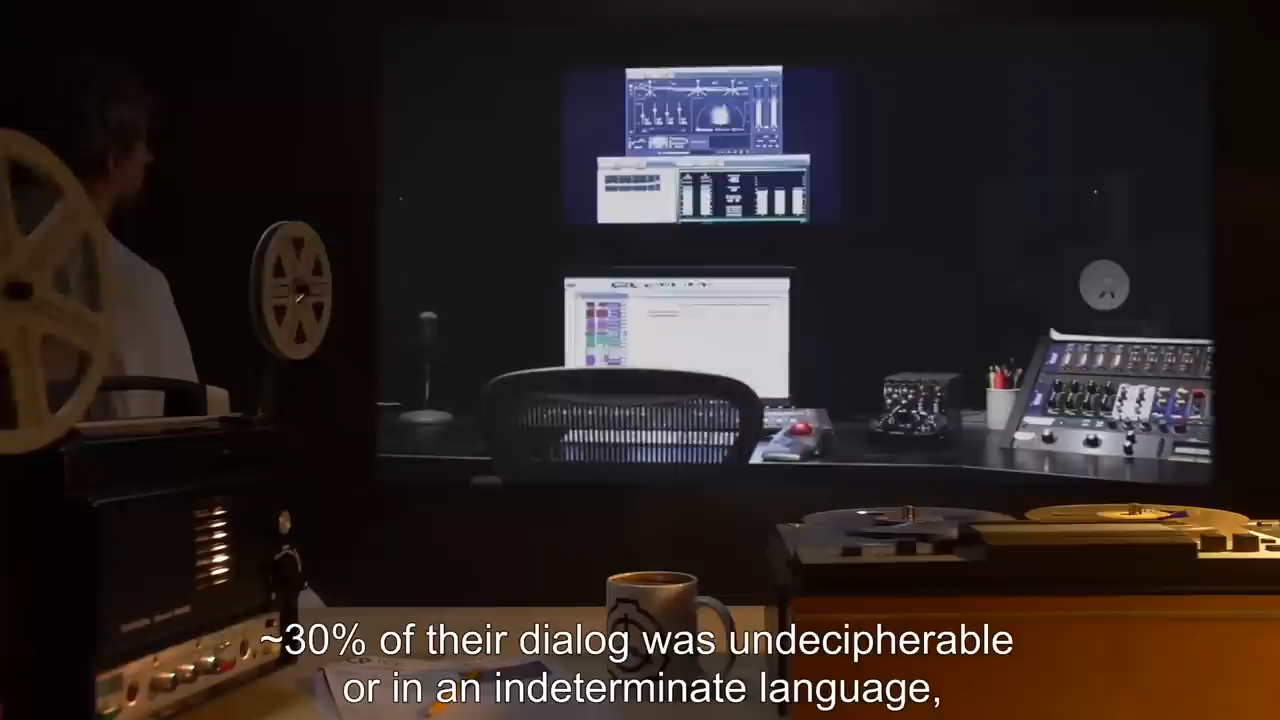 ~30% of their dialog was undecipherable
or in an indeterminate language,